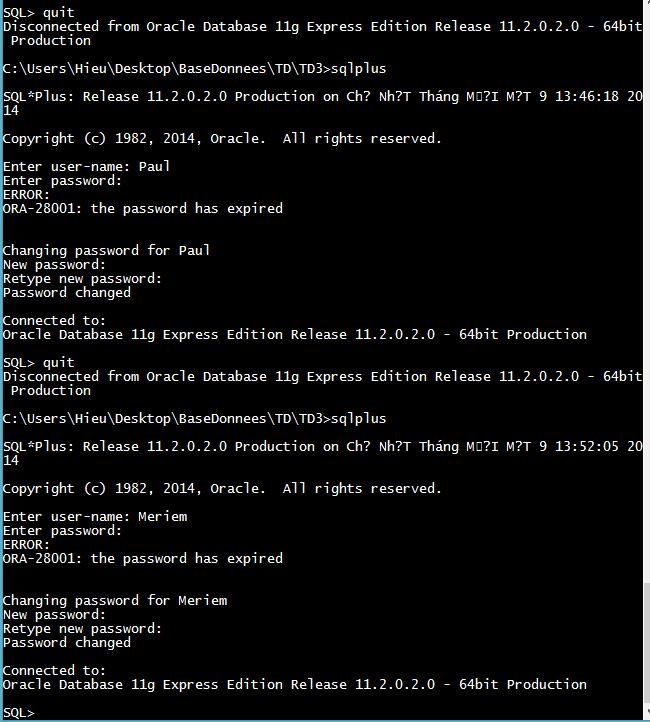 SQL> quit
Disconnected from Oracle Database 11g Express Edition Release 11.2.0.2.0 - 64bit
Production
C:\Users\Hieu\Desktop\BaseDonnees\TD\TD3>sqlplus
SQL*Plus: Release 11.2.0.2.0 Production on Ch? Nh?T Tháng M▯?I M?T 9 13:46:18 20
14
Copyright (c) 1982, 2014, Oracle.  All rights reserved.
Enter user-name: Paul
Enter password:
ERROR:
ORA-28001: the password has expired
Changing password for Paul
New password:
Retype new password:
Password changed
Connected to:
Oracle Database 11g Express Edition Release 11.2.0.2.0 - 64bit Production
SQL> quit
Disconnected from Oracle Database 11g Express Edition Release 11.2.0.2.0 - 64bit
Production
C:\Users\Hieu\Desktop\BaseDonnees\TD\TD3>sqlplus
SQL*Plus: Release 11.2.0.2.0 Production on Ch? Nh?T Tháng M▯?I M?T 9 13:52:05 20
14
Copyright (c) 1982, 2014, Oracle.  All rights reserved.
Enter user-name: Meriem
Enter password:
ERROR:
ORA-28001: the password has expired
Changing password for Meriem
New password:
Retype new password:
Password changed
Connected to:
Oracle Database 11g Express Edition Release 11.2.0.2.0 - 64bit Production
SQL>